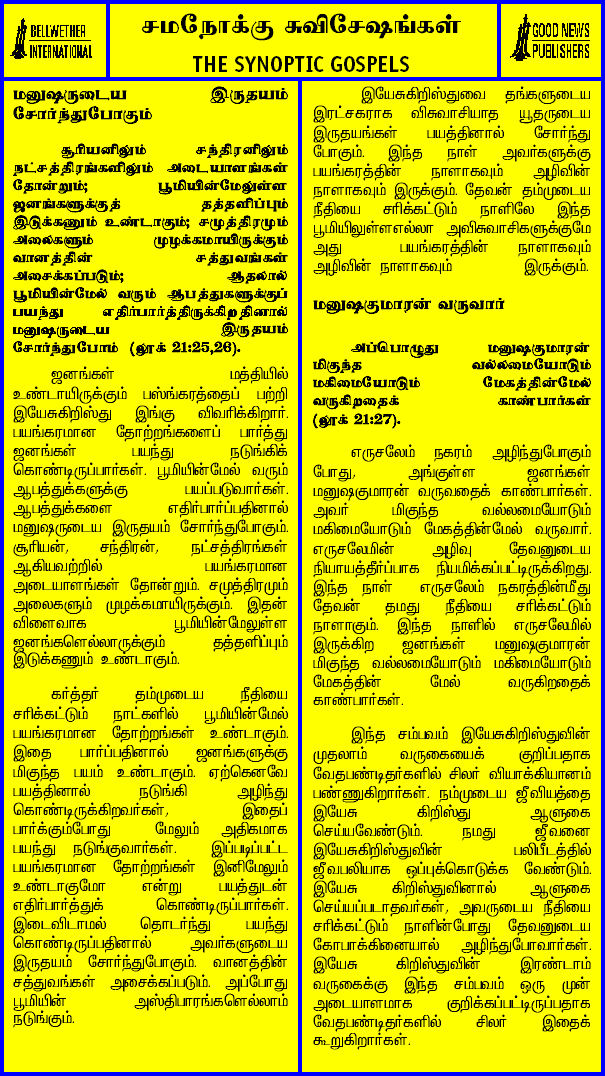 BELLWETHER
INTERNATIONAL
சமநோக்கு சுவிசேஷங்கள்
THE SYNOPTIC GOSPELS
GOOD NEWS
PUBLISHERS
மனுஷருடைய இருதயம்
சோர்ந்துபோகும்
சூரியனிலும் சந்திரனிலும்
நட்சத்திரங்களிலும் அடையாளங்கள்
தோன்றும்; பூமியின்மேலுள்ள
ஜனங்களுக்குத் தத்தளிப்பும்
இடுக்கணும் உண்டாகும்; சமுத்திரமும்
அலைகளும் முழக்கமாயிருக்கும்
வானத்தின் சத்துவங்கள்
அசைக்கப்படும்; ஆதலால்
பூமியின்மேல் வரும் ஆபத்துகளுக்குப்
பயந்து எதிர்பார்த்திருக்கிறதினால்
மனுஷருடைய இருதயம்
சோர்ந்துபோம் (லூக் 21:25,26).
ஜனங்கள் மத்தியில்
உண்டாயிருக்கும் பஸ்ங்கரத்தைப் பற்றி
இயேசுகிறிஸ்து இங்கு விவரிக்கிறார்.
பயங்கரமான தோற்றங்களைப் பார்த்து
ஜனங்கள் பயந்து நடுங்கிக்
கொண்டிருப்பார்கள். பூமியின்மேல் வரும்
ஆபத்துக்களுக்கு பயப்படுவார்கள்.
ஆபத்துக்களை எதிர்பார்ப்பதினால்
மனுஷருடைய இருதயம் சோர்ந்துபோகும்.
சூரியன், சந்திரன், நட்சத்திரங்கள்
ஆகியவற்றில் பயங்கரமான
அடையாளங்கள் தோன்றும். சமுத்திரமும்
அலைகளும் முழக்கமாயிருக்கும். இதன்
விளைவாக பூமியின்மேலுள்ள
ஜனங்களெல்லாருக்கும் தத்தளிப்பும்
இடுக்கணும் உண்டாகும்.
கர்த்தர் தம்முடைய நீதியை
சரிக்கட்டும் நாட்களில் பூமியின்மேல்
பயங்கரமான தோற்றங்கள் உண்டாகும்.
இதை பார்ப்பதினால் ஜனங்களுக்கு
மிகுந்த பயம் உண்டாகும். ஏற்கெனவே
பயத்தினால் நடுங்கி அழிந்து
கொண்டிருக்கிறவர்கள், இதைப்
பார்க்கும்போது மேலும் அதிகமாக
பயந்து நடுங்குவார்கள். இப்படிப்பட்ட
பயங்கரமான தோற்றங்கள் இனிமேலும்
உண்டாகுமோ என்று பயத்துடன்
எதிர்பார்த்துக் கொண்டிருப்பார்கள்.
இடைவிடாமல் தொடர்ந்து பயந்து
கொண்டிருப்பதினால் அவர்களுடைய
இருதயம் சோர்ந்துபோகும். வானத்தின்
சத்துவங்கள் அசைக்கப்படும். அப்போது
பூமியின் அஸ்திபாரங்களெல்லாம்
நடுங்கும்.
இயேசுகிறிஸ்துவை தங்களுடைய
இரட்சகராக விசுவாசியாத யூதருடைய
இருதயங்கள் பயத்தினால் சோர்ந்து
போகும். இந்த நாள் அவர்களுக்கு
பயங்கரத்தின் நாளாகவும் அழிவின்
நாளாகவும் இருக்கும். தேவன் தம்முடைய
நீதியை சரிக்கட்டும் நாளிலே இந்த
பூமியிலுள்ளஎல்லா அவிசுவாசிகளுக்குமே
அது பயங்கரத்தின் நாளாகவும்
அழிவின் நாளாகவும் இருக்கும்.
மனுஷகுமாரன் வருவார்
அப்பொழுது மனுஷகுமாரன்
மிகுந்த வல்லமையோடும்
மகிமையோடும் மேகத்தின்மேல்
வருகிறதைக் காண்பார்கள்
(லூக் 21:27).
எருசலேம் நகரம் அழிந்துபோகும்
போது, அங்குள்ள ஜனங்கள்
மனுஷகுமாரன் வருவதைக் காண்பார்கள்.
அவர் மிகுந்த வல்லமையோடும்
மகிமையோடும் மேகத்தின்மேல் வருவார்.
எருசலேமின் அழிவு தேவனுடைய
நியாயத்தீர்ப்பாக நியமிக்கப்பட்டிருக்கிறது.
இந்த நாள் எருசலேம் நகரத்தின்மீது
தேவன் தமது நீதியை சரிக்கட்டும்
நாளாகும். இந்த நாளில் எருசலேமில்
இருக்கிற ஜனங்கள் மனுஷகுமாரன்
மிகுந்த வல்லமையோடும் மகிமையோடும்
மேகத்தின் மேல் வருகிறதைக்
காண்பார்கள்.
இந்த சம்பவம் இயேசுகிறிஸ்துவின்
முதலாம் வருகையைக் குறிப்பதாக
வேதபண்டிதர்களில் சிலர் வியாக்கியானம்
பண்ணுகிறார்கள். நம்முடைய ஜீவியத்தை
இயேசு கிறிஸ்து ஆளுகை
செய்யவேண்டும். நமது ஜீவனை
இயேசுகிறிஸ்துவின் பலிபீடத்தில்
ஜீவபலியாக ஒப்புக்கொடுக்க வேண்டும்.
இயேசு கிறிஸ்துவினால் ஆளுகை
செய்யப்படாதவர்கள், அவருடைய நீதியை
சரிக்கட்டும் நாளின்போது தேவனுடைய
கோபாக்கினையால் அழிந்துபோவார்கள்.
இயேசு கிறிஸ்துவின் இரண்டாம்
வருகைக்கு இந்த சம்பவம் ஒரு முன்
அடையாளமாக குறிக்கப்பட்டிருப்பதாக
வேதபண்டிதர்களில் சிலர் இதைக்
கூறுகிறார்கள்.